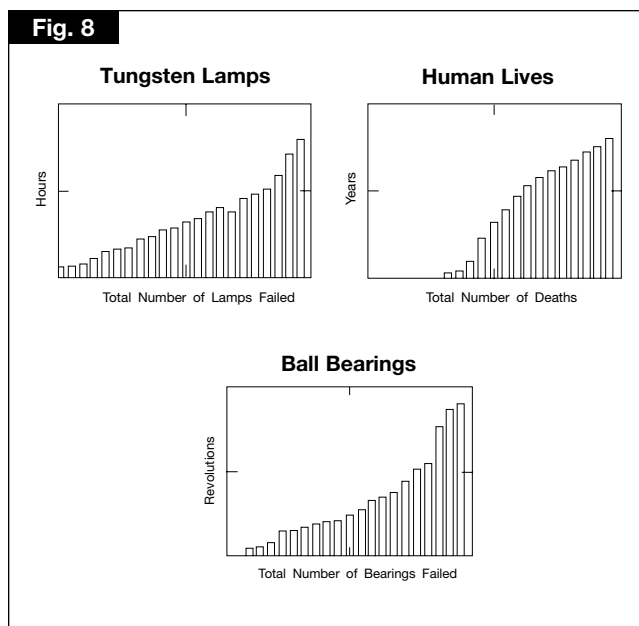 Fig. 8
Tungsten Lamps
Hours
Total Number of Lamps Failed
Human Lives
Years
Total Number of Deaths
Ball Bearings
Revolutions
Total Number of Bearings Failed